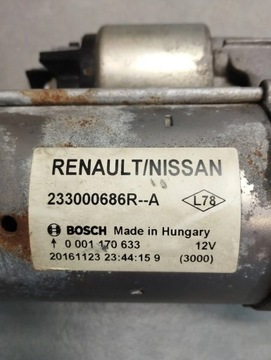 RENAULT/NISSAN
233000686R--A L78
BOSCH Made in Hungary
0 001 170 633 12V
20161123 23:44:15 9 (3000)